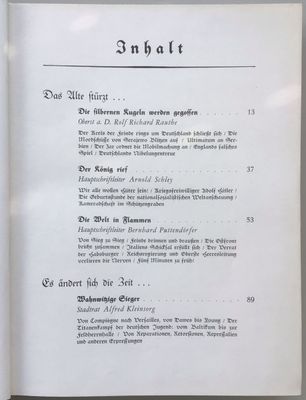 Inhalt
Das Alte stürzt ...
Die silbernen Kugeln werden gegossen 13
Oberst a. D. Rolf Richard Rauthe
Der Kreis der Feinde rings um Deutschland schließt sich / Die
Mordschüsse von Serajewo blitzen auf / Ultimatum an Ser-
bien / Der Zar ordnet die Mobilmachung an / Englands falsches
Spiel / Deutschlands Nibelungentreue
Der König rief 37
Hauptschriftleiter Arnold Schley
Wir alle wollen Hüter sein! / Kriegsfreiwilliger Adolf Hitler /
Die Geburtsstunde der nationalsozialistischen Weltanschauung /
Kameradschaft im Schützengraben
Die Welt in Flammen 53
Hauptschriftleiter Bernhard Puttendörfer
Von Sieg zu Sieg / Feinde drinnen und draußen / Die Ostfront
bricht zusammen / Italiens Schicksal erfüllt sich / Der Verrat
der Habsburger / Reichsregierung und Oberste Heeresleitung
verlieren die Nerven / Fünf Minuten zu früh!
Es ändert sich die Zeit ...
Wahnwitzige Sieger 89
Stadtrat Alfred Kleinsorg
Von Compiègne nach Versailles, von Dawes bis Young / Der
Titanenkampf der deutschen Jugend: vom Baltikum bis zur
Feldherrnhalle / Von Reparationen, Retorsionen, Repressalien
und anderen Erpressungen